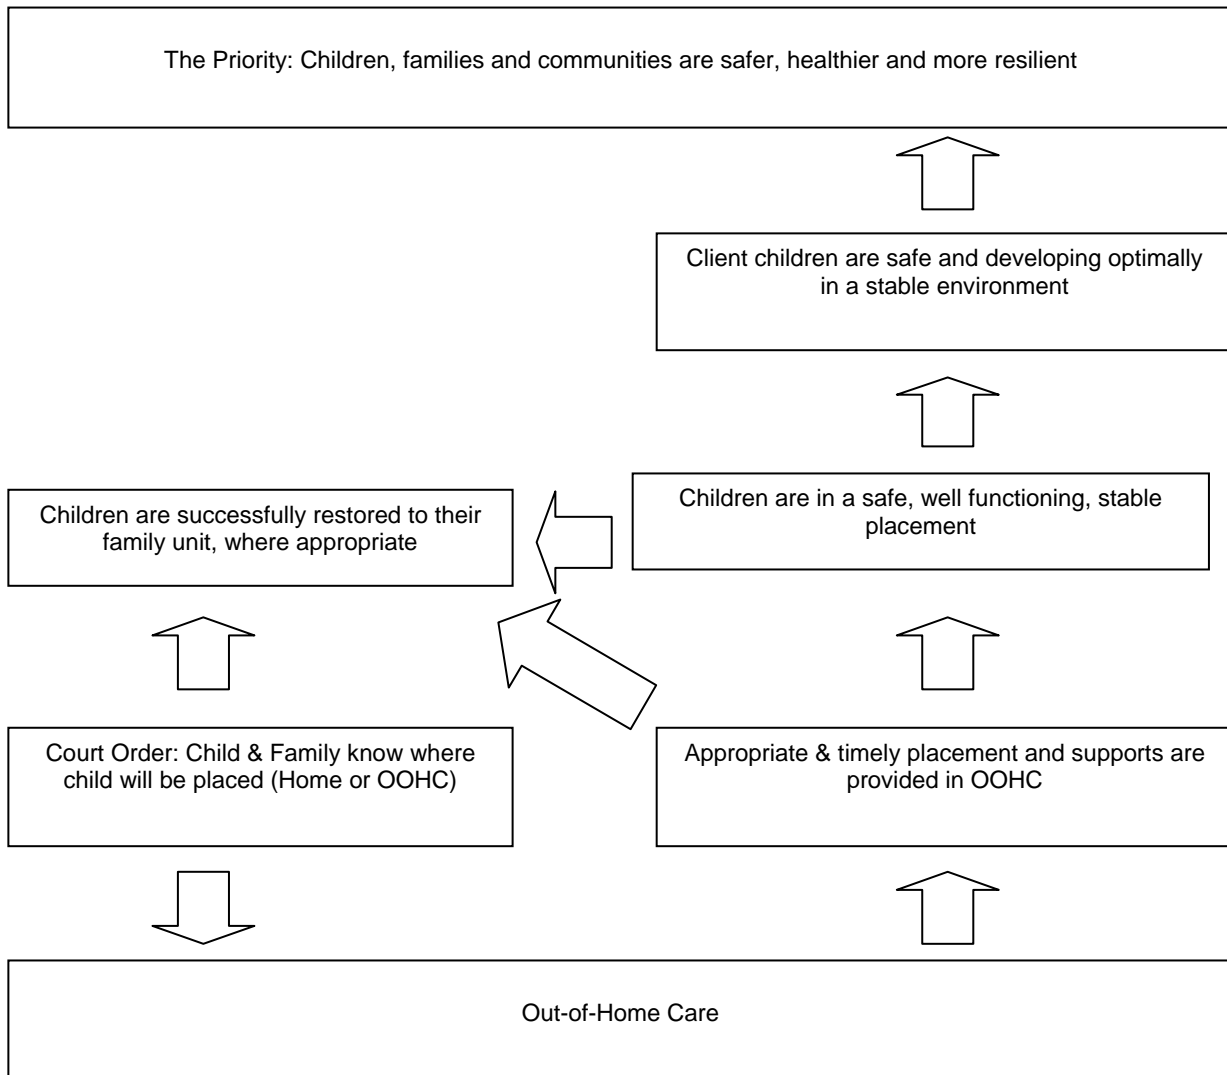 The Priority: Children, families and communities are safer, healthier and more resilient
Client children are safe and developing optimally
in a stable environment
Children are successfully restored to their
family unit, where appropriate
Children are in a safe, well functioning, stable
placement
Court Order: Child & Family know where
child will be placed (Home or OOHC)
Appropriate & timely placement and supports are
provided in OOHC
Out-of-Home Care